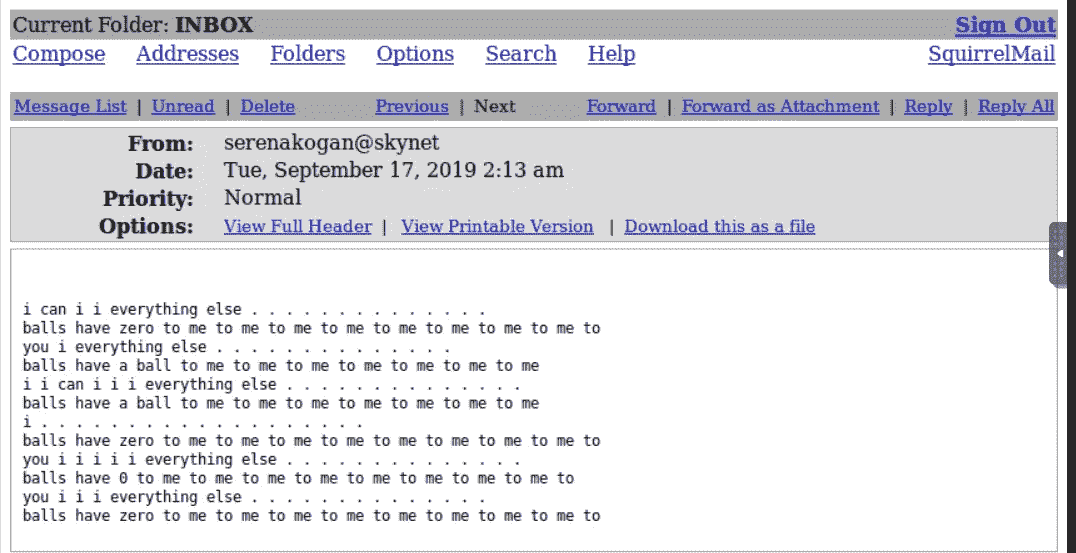 Current Folder: INBOX Sign Out
Compose Addresses Folders Options Search Help SquirrelMail
Message List | Unread | Delete Previous | Next Forward | Forward as Attachment | Reply | Reply All
From: serenakogan@skynet
Date: Tue, September 17, 2019 2:13 am
Priority: Normal
Options: View Full Header | View Printable Version | Download this as a file
i can i i everything else . . . . . . . . . . . . . .
balls have zero to me to me to me to me to me to me to me to me to
you i everything else . . . . . . . . . . . . . .
balls have a ball to me to me to me to me to me to me to me
i i can i i i everything else . . . . . . . . . . . . . .
balls have a ball to me to me to me to me to me to me to me
i . . . . . . . . . . . . . . . . . . .
balls have zero to me to me to me to me to me to me to me to me to
you i i i i i everything else . . . . . . . . . . . . . .
balls have 0 to me to me to me to me to me to me to me to me to
you i i i everything else . . . . . . . . . . . . . .
balls have zero to me to me to me to me to me to me to me to me to